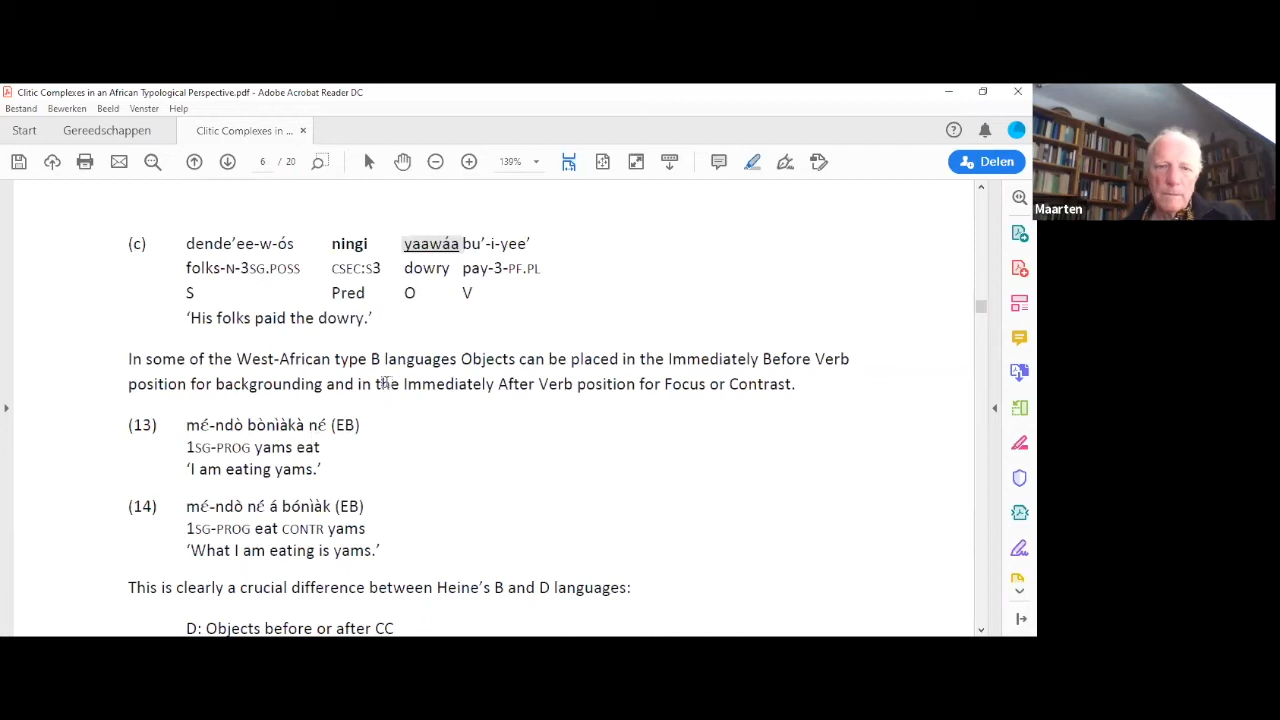 Clitic Complexes in an African Typological Perspective.pdf - Adobe Acrobat Reader DC
Bestand Bewerken Beeld Venster Help
Start Gereedschappen Clitic Complexes in ... ×
6 / 20 139% Delen
Maarten
(c) dende’ee-w-ós ningi yaawáa bu’-i-yee’
folks-N-3SG.POSS CSEC:S3 dowry pay-3-PF.PL
S Pred O V
‘His folks paid the dowry.’
In some of the West-African type B languages Objects can be placed in the Immediately Before Verb
position for backgrounding and in the Immediately After Verb position for Focus or Contrast.
(13) mé-ndò bònììàkà né (EB)
1SG-PROG yams eat
‘I am eating yams.’
(14) mé-ndò né á bónììàk (EB)
1SG-PROG eat CONTR yams
‘What I am eating is yams.’
This is clearly a crucial difference between Heine’s B and D languages:
D: Objects before or after CC